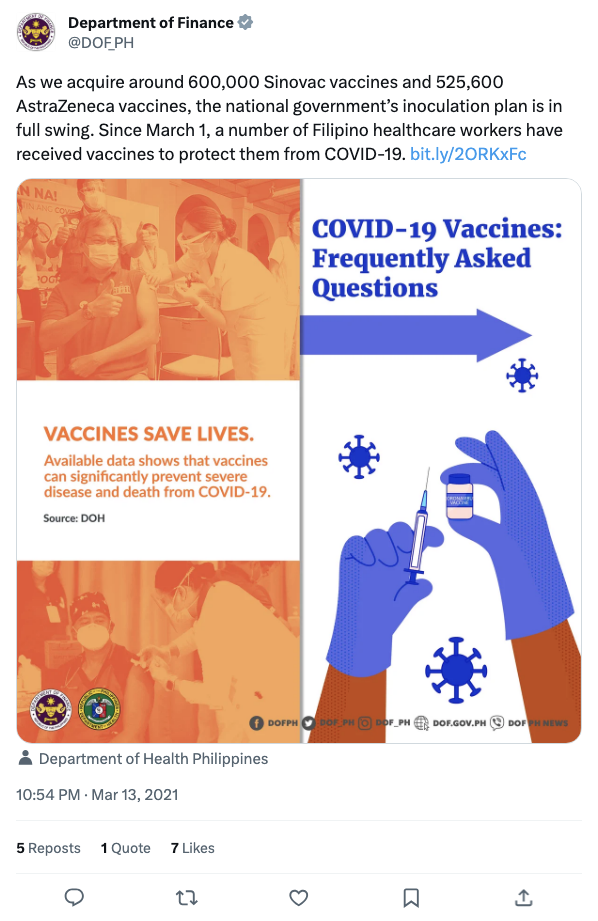 Department of Finance
@DOF_PH
As we acquire around 600,000 Sinovac vaccines and 525,600
AstraZeneca vaccines, the national government’s inoculation plan is in
full swing. Since March 1, a number of Filipino healthcare workers have
received vaccines to protect them from COVID-19. bit.ly/2ORKxFc
N NA!
COVID-19 Vaccines:
Frequently Asked
Questions
VACCINES SAVE LIVES.
Available data shows that vaccines
can significantly prevent severe
disease and death from COVID-19.
Source: DOH
VACCINE
DOFPH DOF_PH DOF_PH DOF.GOV.PH DOF PH NEWS
Department of Health Philippines
10:54 PM · Mar 13, 2021
5 Reposts 1 Quote 7 Likes